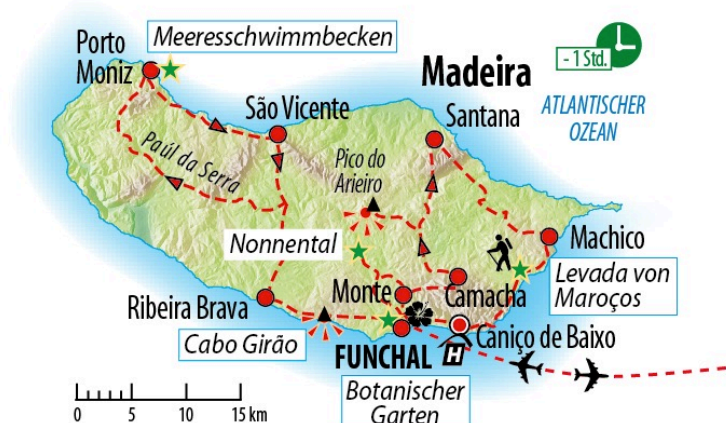 Meeresschwimmbecken
Porto
Moniz
- 1 Std.
Madeira
São Vicente
Santana
ATLANTISCHER
OZEAN
Paúl da Serra
Pico do
Arieiro
Nonnental
Machico
Levada von
Maroços
Ribeira Brava
Monte
Camacha
Cabo Girão
Caniço de Baixo
FUNCHAL
H
Botanischer
Garten
0 5 10 15 km